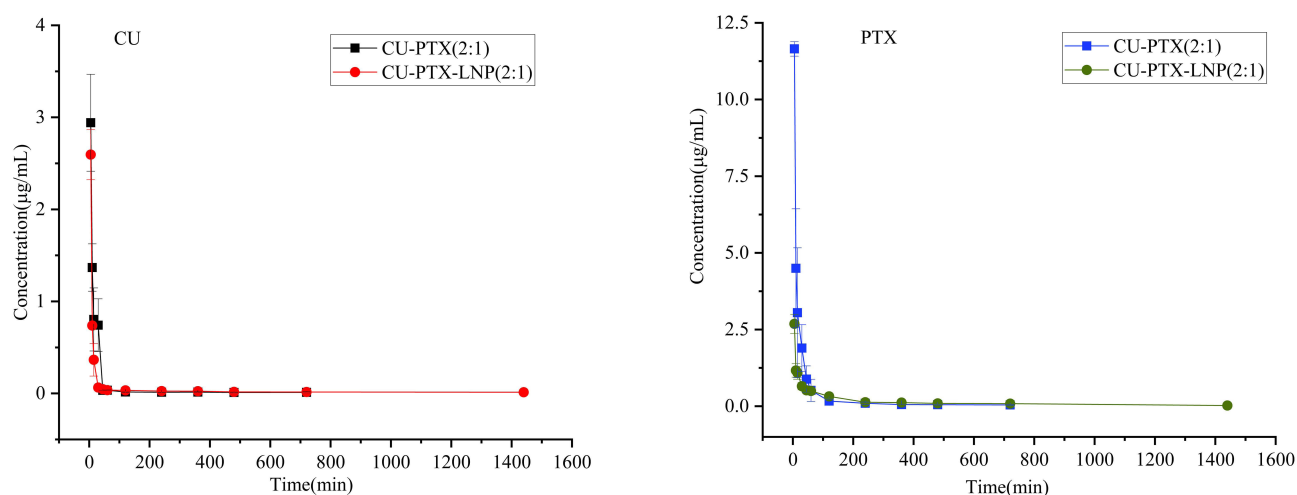 CU
CU-PTX(2:1)
CU-PTX-LNP(2:1)
Concentration(μg/mL)
4
3
2
1
0
0
200
400
600
800
1000
1200
1400
1600
Time(min)
PTX
CU-PTX(2:1)
CU-PTX-LNP(2:1)
Concentration(μg/mL)
12.5
10.0
7.5
5.0
2.5
0.0
0
200
400
600
800
1000
1200
1400
1600
Time(min)